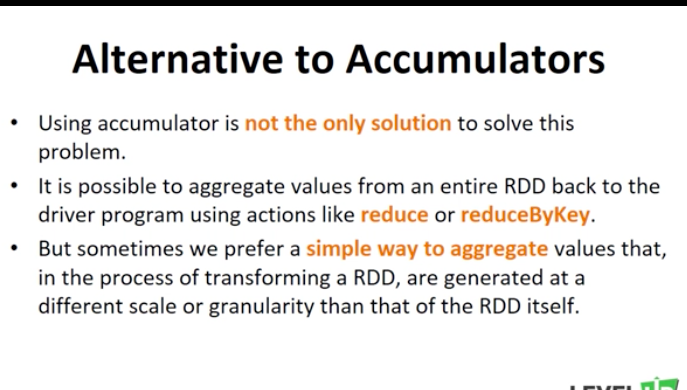 Alternative to Accumulators
• Using accumulator is not the only solution to solve this
problem.
• It is possible to aggregate values from an entire RDD back to the
driver program using actions like reduce or reduceByKey.
• But sometimes we prefer a simple way to aggregate values that,
in the process of transforming a RDD, are generated at a
different scale or granularity than that of the RDD itself.